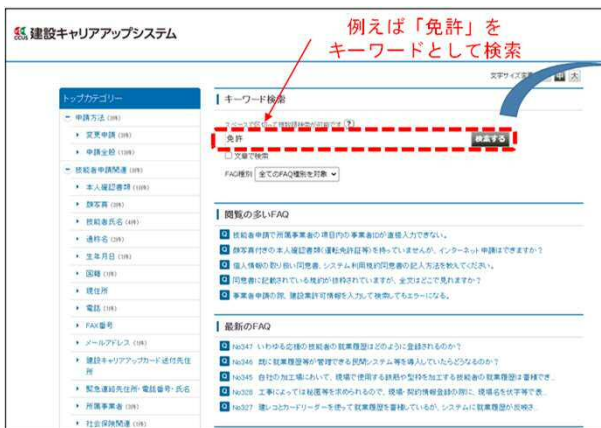 建設キャリアアップシステム
例えば「免許」を
キーワードとして検索
文字サイズ変更 中 大
トップカテゴリー
申請方法
変更申請
申請全般
技能者申請関連
本人確認書類
顔写真
技能者氏名
通称名
生年月日
国籍
現住所
電話
FAX番号
メールアドレス
建設キャリアアップカード送付先住
所
緊急連絡先住所・電話番号・氏名
所属事業者
社会保険関連
キーワード検索
スペースで区切って複数語検索が可能です
免許
検索する
文章で検索
FAQ種別 全てのFAQ種別を対象
閲覧の多いFAQ
Q 技能者申請で所属事業者の項目内の事業者IDが直接入力できない。
Q 顔写真付きの本人確認書類(運転免許証等)を持っていませんが、インターネット申請はできますか?
Q 個人情報の取り扱い同意書、システム利用規約同意書の記入方法を教えてください。
Q 同意書に記載されている規約が抜粋されていますが、全文はどこで見れますか?
Q 事業者申請の際、建設業許可情報を入力して検索してもエラーになる。
最新のFAQ
Q No347 いわゆる応援の技能者の就業履歴はどのように登録されるのか?
Q No346 既に就業履歴等が管理できる民間システム等を導入していたらどうなるのか?
Q No345 自社の加工場において、現場で使用する鉄筋や型枠を加工する技能者の就業履歴は蓄積でき..
Q No328 工事によっては秘匿等を求められるので、現場・契約情報登録の際に、現場名を伏字等で表..
Q No327 建レコとカードリーダーを使って就業履歴を蓄積しているが、システムに就業履歴が反映さ..